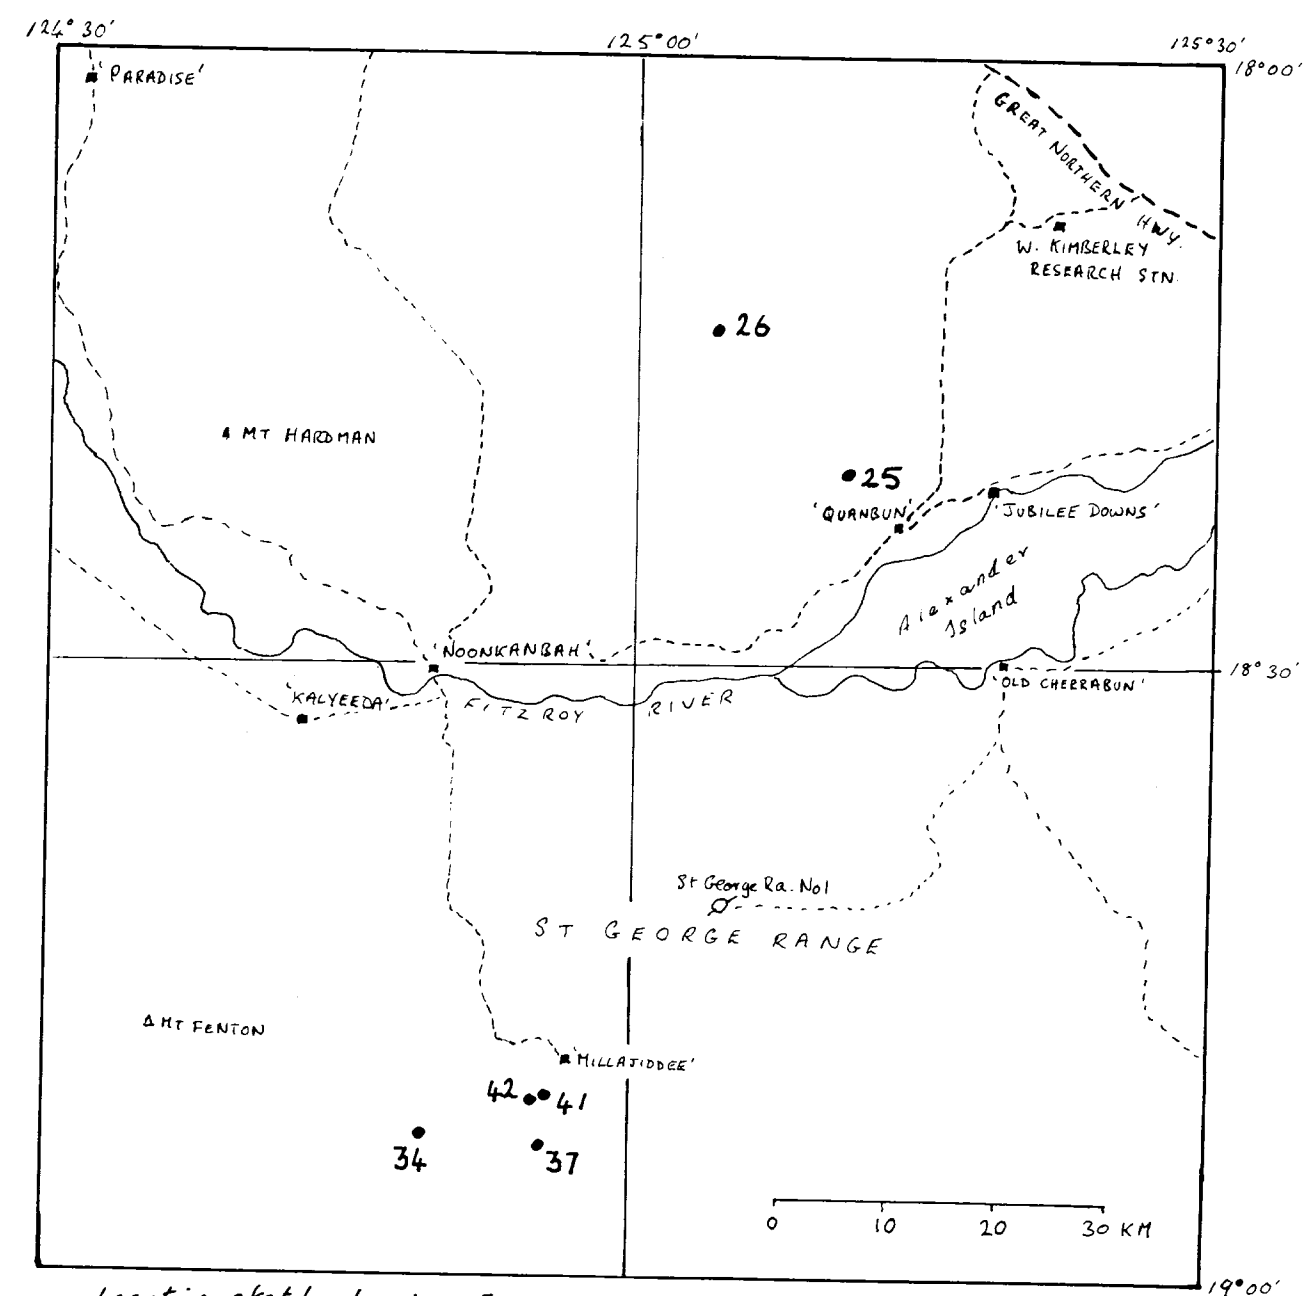 124° 30'
125° 00'
125° 30'
18° 00'
'PARADISE'
GREAT NORTHERN HWY.
W. KIMBERLEY
RESEARCH STN.
26
MT HARDMAN
25
'QUANBUN'
'JUBILEE DOWNS'
Alexander
Island
'NOONKANBAH'
18° 30'
'KALYEEDA'
FITZROY RIVER
'OLD CHERRABUN'
St George Ra. No1
ST GEORGE RANGE
MT FENTON
'MILLAJIDDEE'
42
41
34
37
0 10 20 30 KM
19° 00'